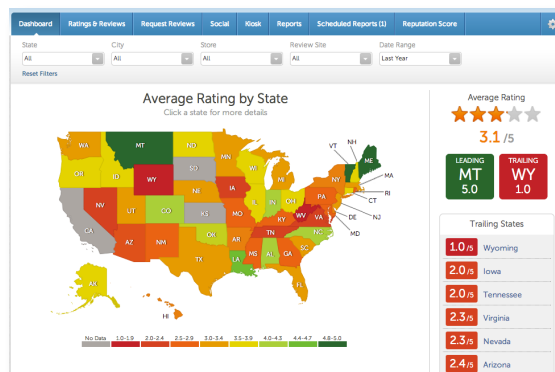 Dashboard Ratings & Reviews Request Reviews Social Kiosk Reports Scheduled Reports (1) Reputation Score
State City Store Review Site Date Range
All All All All Last Year
Reset Filters
Average Rating by State
Click a state for more details
WA MT ND MN WI MI VT NH ME
OR ID WY SD IA NY MA
NV UT CO NE IL IN OH PA RI
CA AZ NM KS MO KY WV VA CT
OK AR TN NC DE NJ
TX LA MS AL GA SC MD
AK HI FL
No Data 1.0-1.9 2.0-2.4 2.5-2.9 3.0-3.4 3.5-3.9 4.0-4.3 4.4-4.7 4.8-5.0
Average Rating
3.1 /5
LEADING
MT
5.0
TRAILING
WY
1.0
Trailing States
1.0/5 Wyoming
2.0/5 Iowa
2.0/5 Tennessee
2.3/5 Virginia
2.3/5 Nevada
2.4/5 Arizona